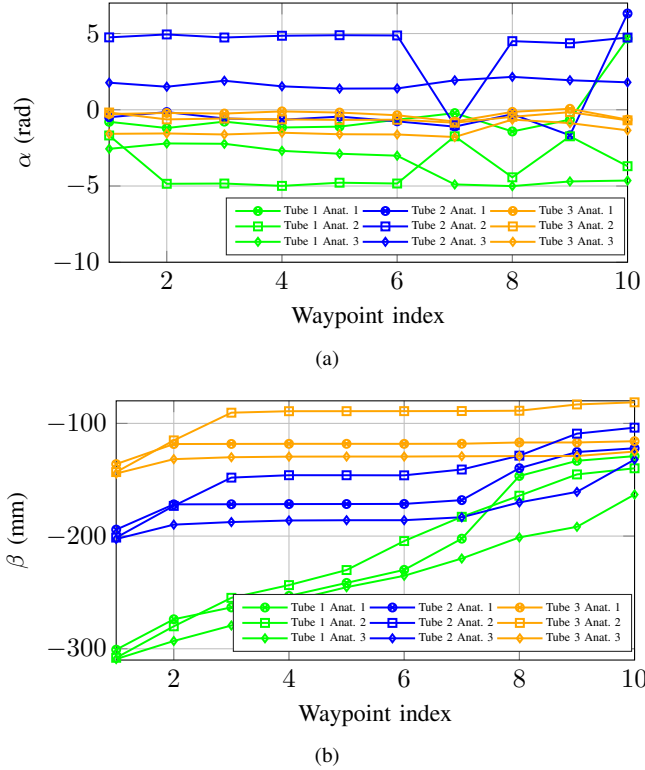 5
0
−5
−10
α (rad)
2 4 6 8 10
Waypoint index
Tube 1 Anat. 1 Tube 2 Anat. 1 Tube 3 Anat. 1
Tube 1 Anat. 2 Tube 2 Anat. 2 Tube 3 Anat. 2
Tube 1 Anat. 3 Tube 2 Anat. 3 Tube 3 Anat. 3
(a)
−100
−200
−300
β (mm)
2 4 6 8 10
Waypoint index
Tube 1 Anat. 1 Tube 2 Anat. 1 Tube 3 Anat. 1
Tube 1 Anat. 2 Tube 2 Anat. 2 Tube 3 Anat. 2
Tube 1 Anat. 3 Tube 2 Anat. 3 Tube 3 Anat. 3
(b)